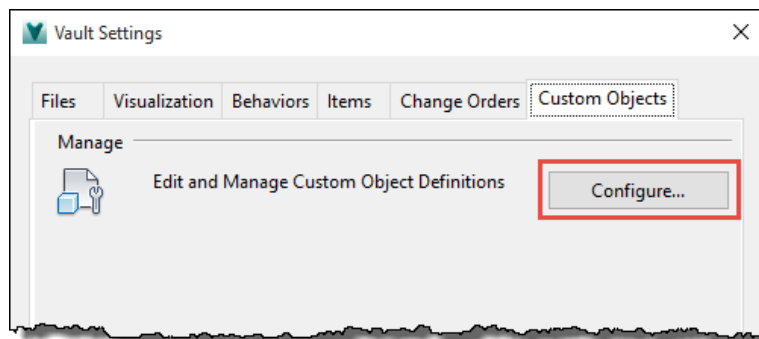 Vault Settings
Files Visualization Behaviors Items Change Orders Custom Objects
Manage
Edit and Manage Custom Object Definitions Configure...